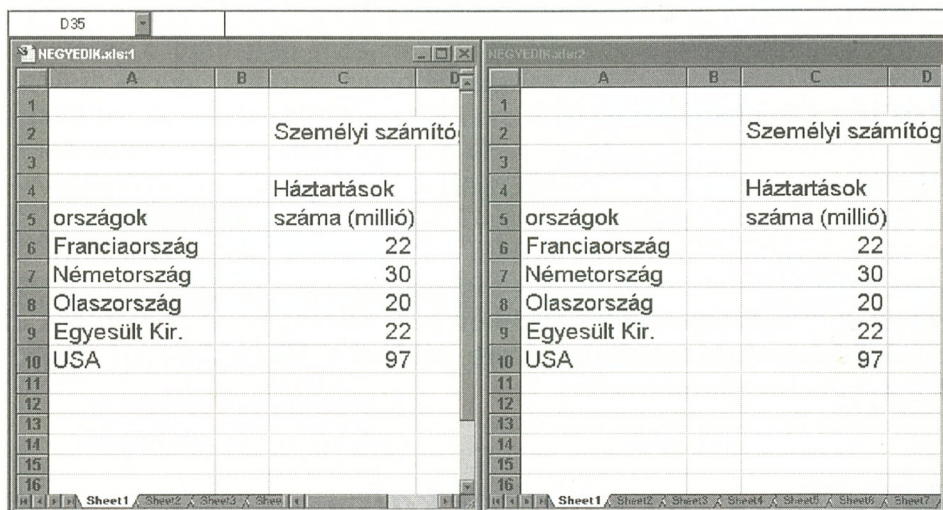 D35
NEGYEDIK.xls:1
A B C D
1
2 Személyi számítóg
3
4 Háztartások
5 országok száma (millió)
6 Franciaország 22
7 Németország 30
8 Olaszország 20
9 Egyesült Kir. 22
10 USA 97
11
12
13
14
15
16
Sheet1 Sheet2 Sheet3 Shee
NEGYEDIK.xls:2
A B C D
1
2 Személyi számítóg
3
4 Háztartások
5 országok száma (millió)
6 Franciaország 22
7 Németország 30
8 Olaszország 20
9 Egyesült Kir. 22
10 USA 97
11
12
13
14
15
16
Sheet1 Sheet2 Sheet3 Sheet4 Sheet5 Sheet6 Sheet7